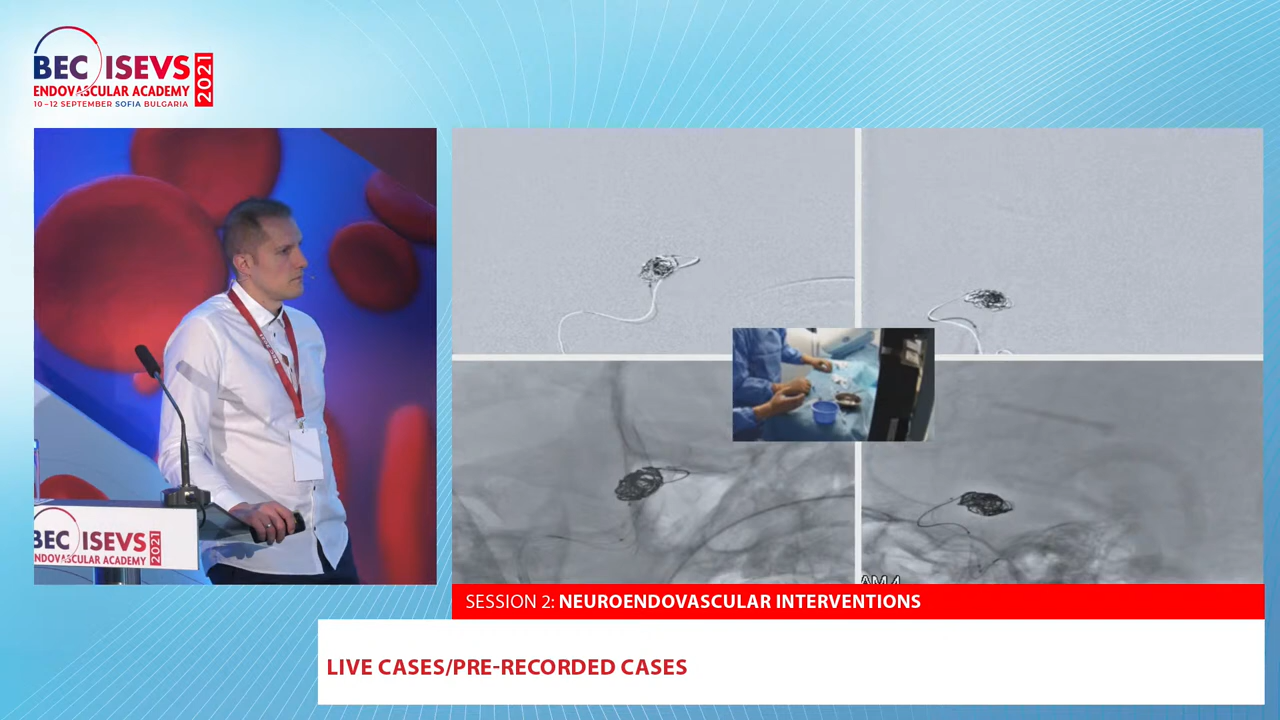 BEC ISEVS 2021
ENDOVASCULAR ACADEMY
10–12 SEPTEMBER SOFIA BULGARIA
BEC ISEVS 2021
ENDOVASCULAR ACADEMY
SESSION 2: NEUROENDOVASCULAR INTERVENTIONS
LIVE CASES/PRE-RECORDED CASES